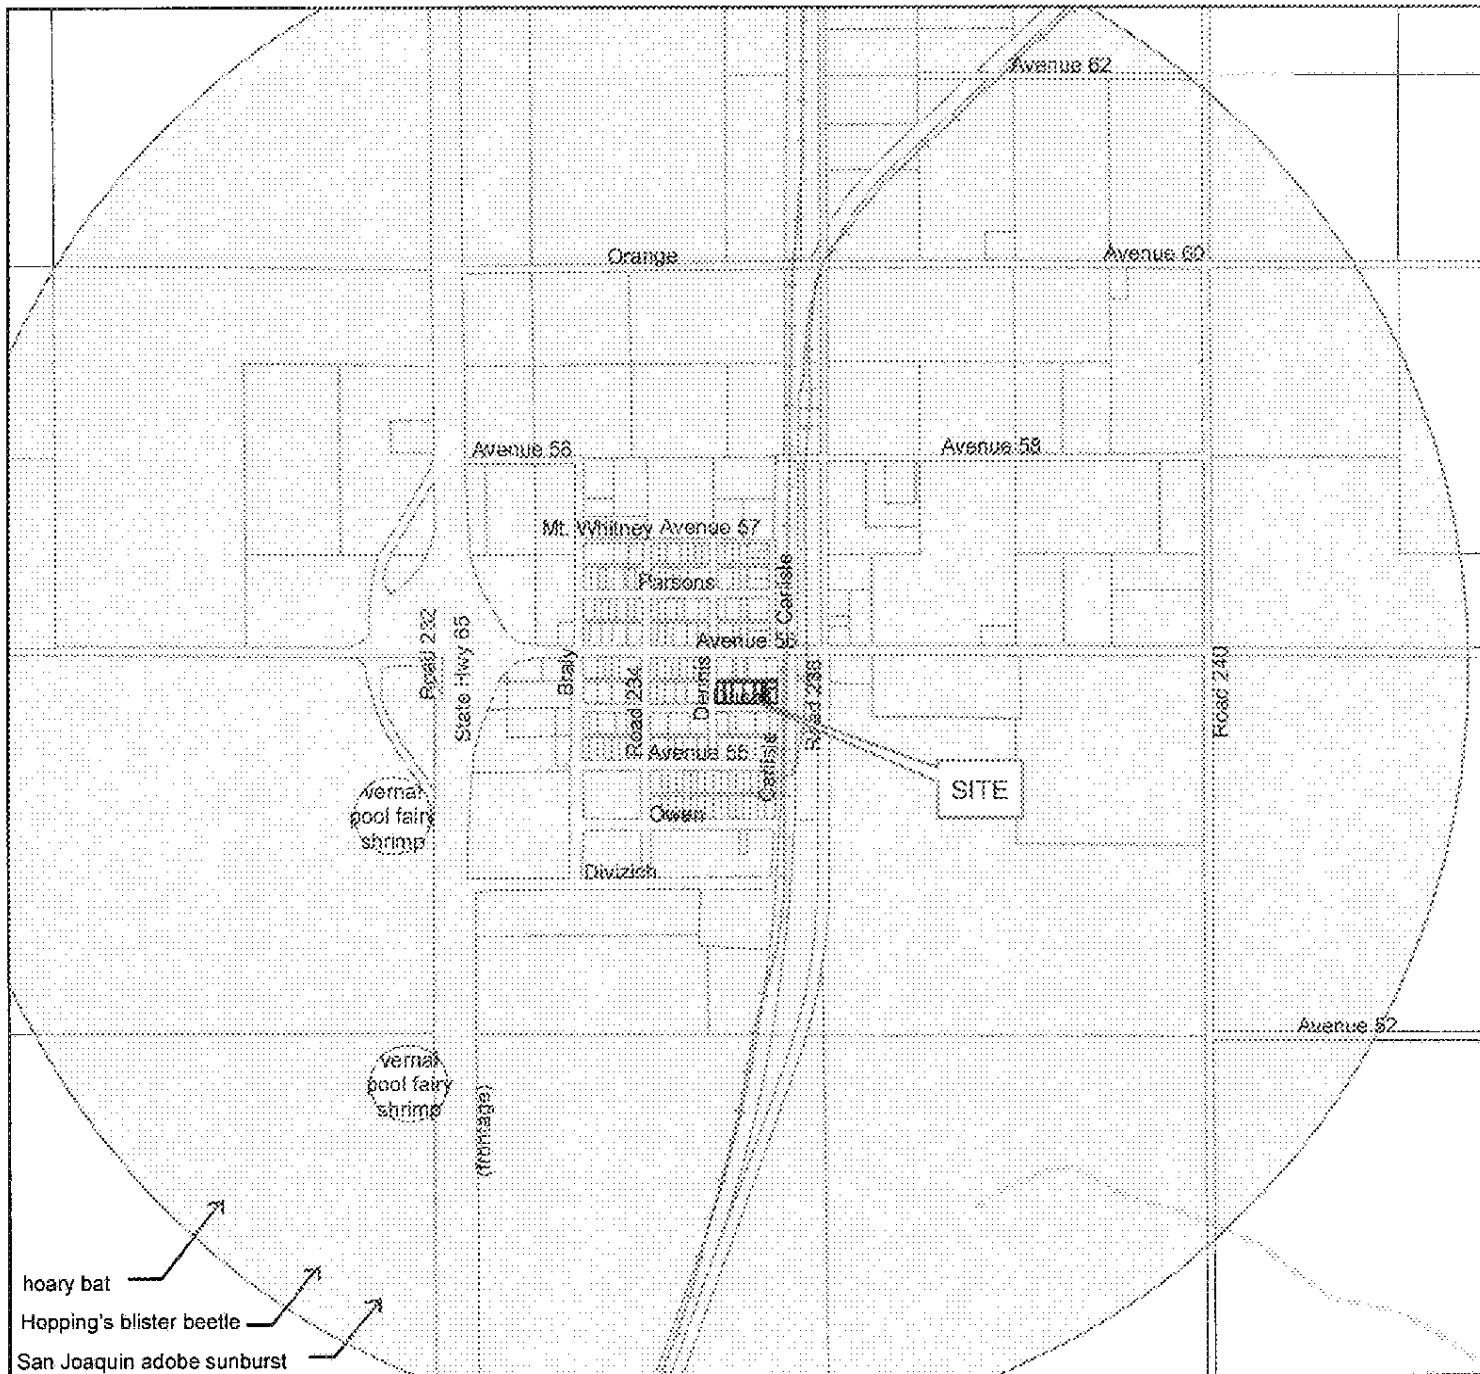 Avenue 62
Orange
Avenue 60
Avenue 56
Avenue 58
Mt. Whitney Avenue 57
Parsons
Carlisle
Avenue 56
Road 232
State Hwy 65
Braly
Road 234
Dennis
Road 236
Road 240
Avenue 55
Carlisle
SITE
vernal
pool fairy
shrimp
Owen
Divizich
Avenue 52
vernal
pool fairy
shrimp
(frontage)
hoary bat
Hopping's blister beetle
San Joaquin adobe sunburst